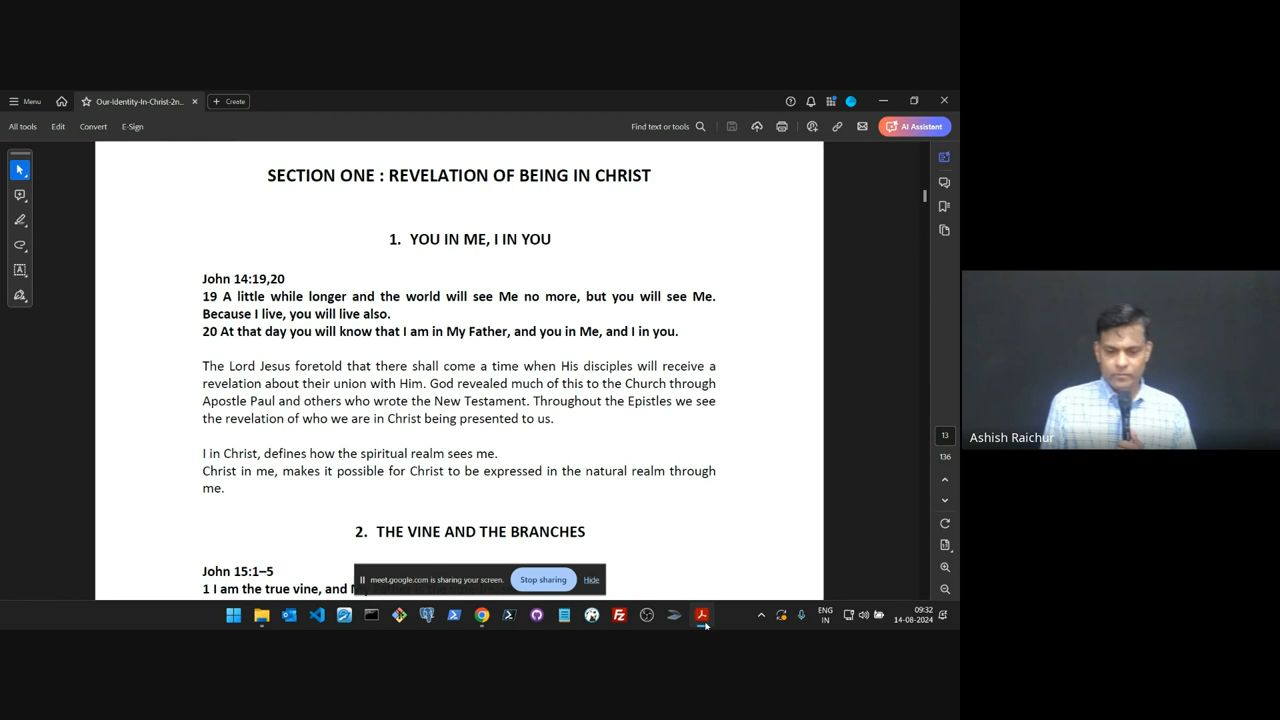 Menu
Our-Identity-In-Christ-2n...
Create
All tools
Edit
Convert
E-Sign
Find text or tools
AI Assistant
SECTION ONE : REVELATION OF BEING IN CHRIST
1. YOU IN ME, I IN YOU
John 14:19,20
19 A little while longer and the world will see Me no more, but you will see Me.
Because I live, you will live also.
20 At that day you will know that I am in My Father, and you in Me, and I in you.
The Lord Jesus foretold that there shall come a time when His disciples will receive a
revelation about their union with Him. God revealed much of this to the Church through
Apostle Paul and others who wrote the New Testament. Throughout the Epistles we see
the revelation of who we are in Christ being presented to us.
I in Christ, defines how the spiritual realm sees me.
Christ in me, makes it possible for Christ to be expressed in the natural realm through
me.
2. THE VINE AND THE BRANCHES
John 15:1–5
1 I am the true vine, and
meet.google.com is sharing your screen.
Stop sharing
Hide
13
136
Ashish Raichur
ENG
IN
09:32
14-08-2024